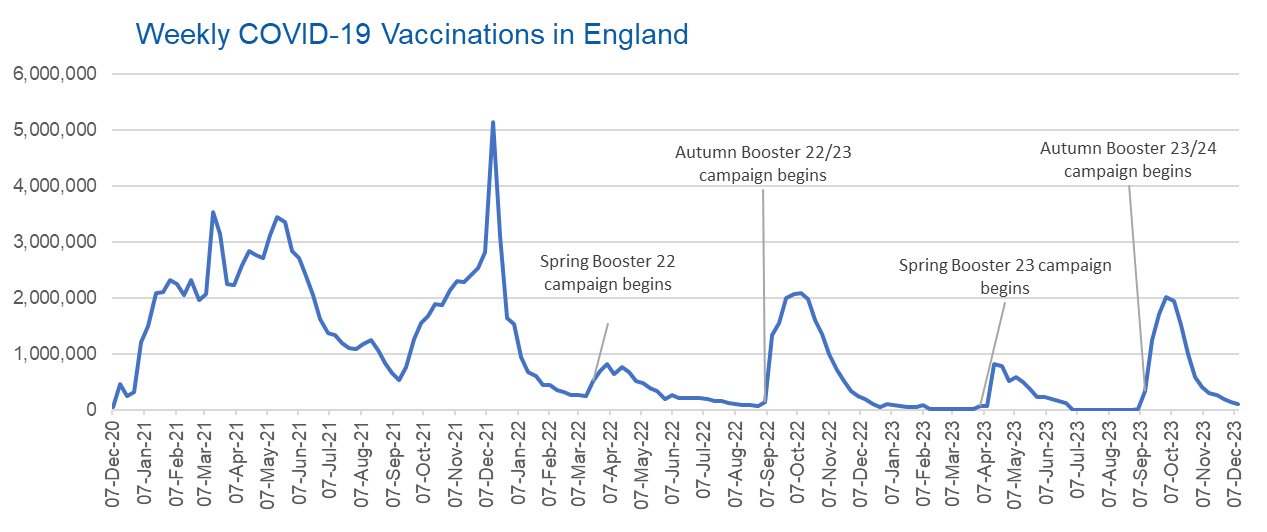 Weekly COVID-19 Vaccinations in England
6,000,000
5,000,000
4,000,000
3,000,000
2,000,000
1,000,000
0
Spring Booster 22
campaign begins
Autumn Booster 22/23
campaign begins
Spring Booster 23 campaign
begins
Autumn Booster 23/24
campaign begins
07-Dec-20
07-Jan-21
07-Feb-21
07-Mar-21
07-Apr-21
07-May-21
07-Jun-21
07-Jul-21
07-Aug-21
07-Sep-21
07-Oct-21
07-Nov-21
07-Dec-21
07-Jan-22
07-Feb-22
07-Mar-22
07-Apr-22
07-May-22
07-Jun-22
07-Jul-22
07-Aug-22
07-Sep-22
07-Oct-22
07-Nov-22
07-Dec-22
07-Jan-23
07-Feb-23
07-Mar-23
07-Apr-23
07-May-23
07-Jun-23
07-Jul-23
07-Aug-23
07-Sep-23
07-Oct-23
07-Nov-23
07-Dec-23